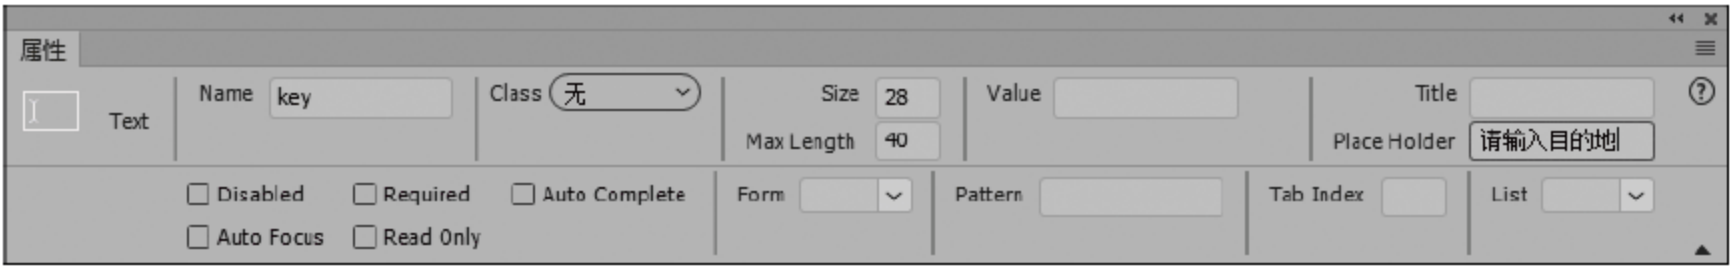 属性
Text Name key Class 无 Size 28 Value Title
Max Length 40 Place Holder 请输入目的地
Disabled Required Auto Complete Form Pattern Tab Index List
Auto Focus Read Only